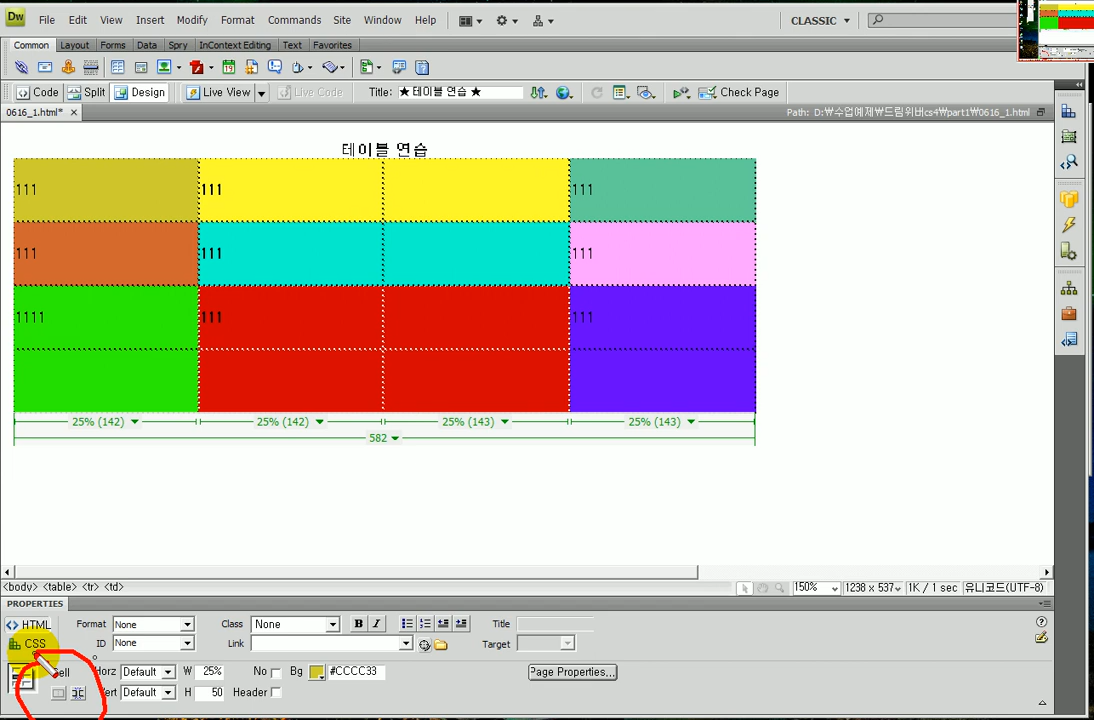 Dw File Edit View Insert Modify Format Commands Site Window Help CLASSIC
Common Layout Forms Data Spry InContext Editing Text Favorites
Code Split Design Live View Live Code Title: ★ 테이블 연습 ★ Check Page
0616_1.html* Path: D:₩수업예제₩드림위버cs4₩part1₩0616_1.html
테이블 연습
111 111 111
111 111 111
1111 111 111
25% (142) 25% (142) 25% (143) 25% (143)
582
<body> <table> <tr> <td> 150% 1238 x 537 1K / 1 sec 유니코드(UTF-8)
PROPERTIES
<> HTML Format None Class None B I Title
CSS ID None Link Target
Cell Horz Default W 25% No Bg #CCCC33 Page Properties...
Vert Default H 50 Header